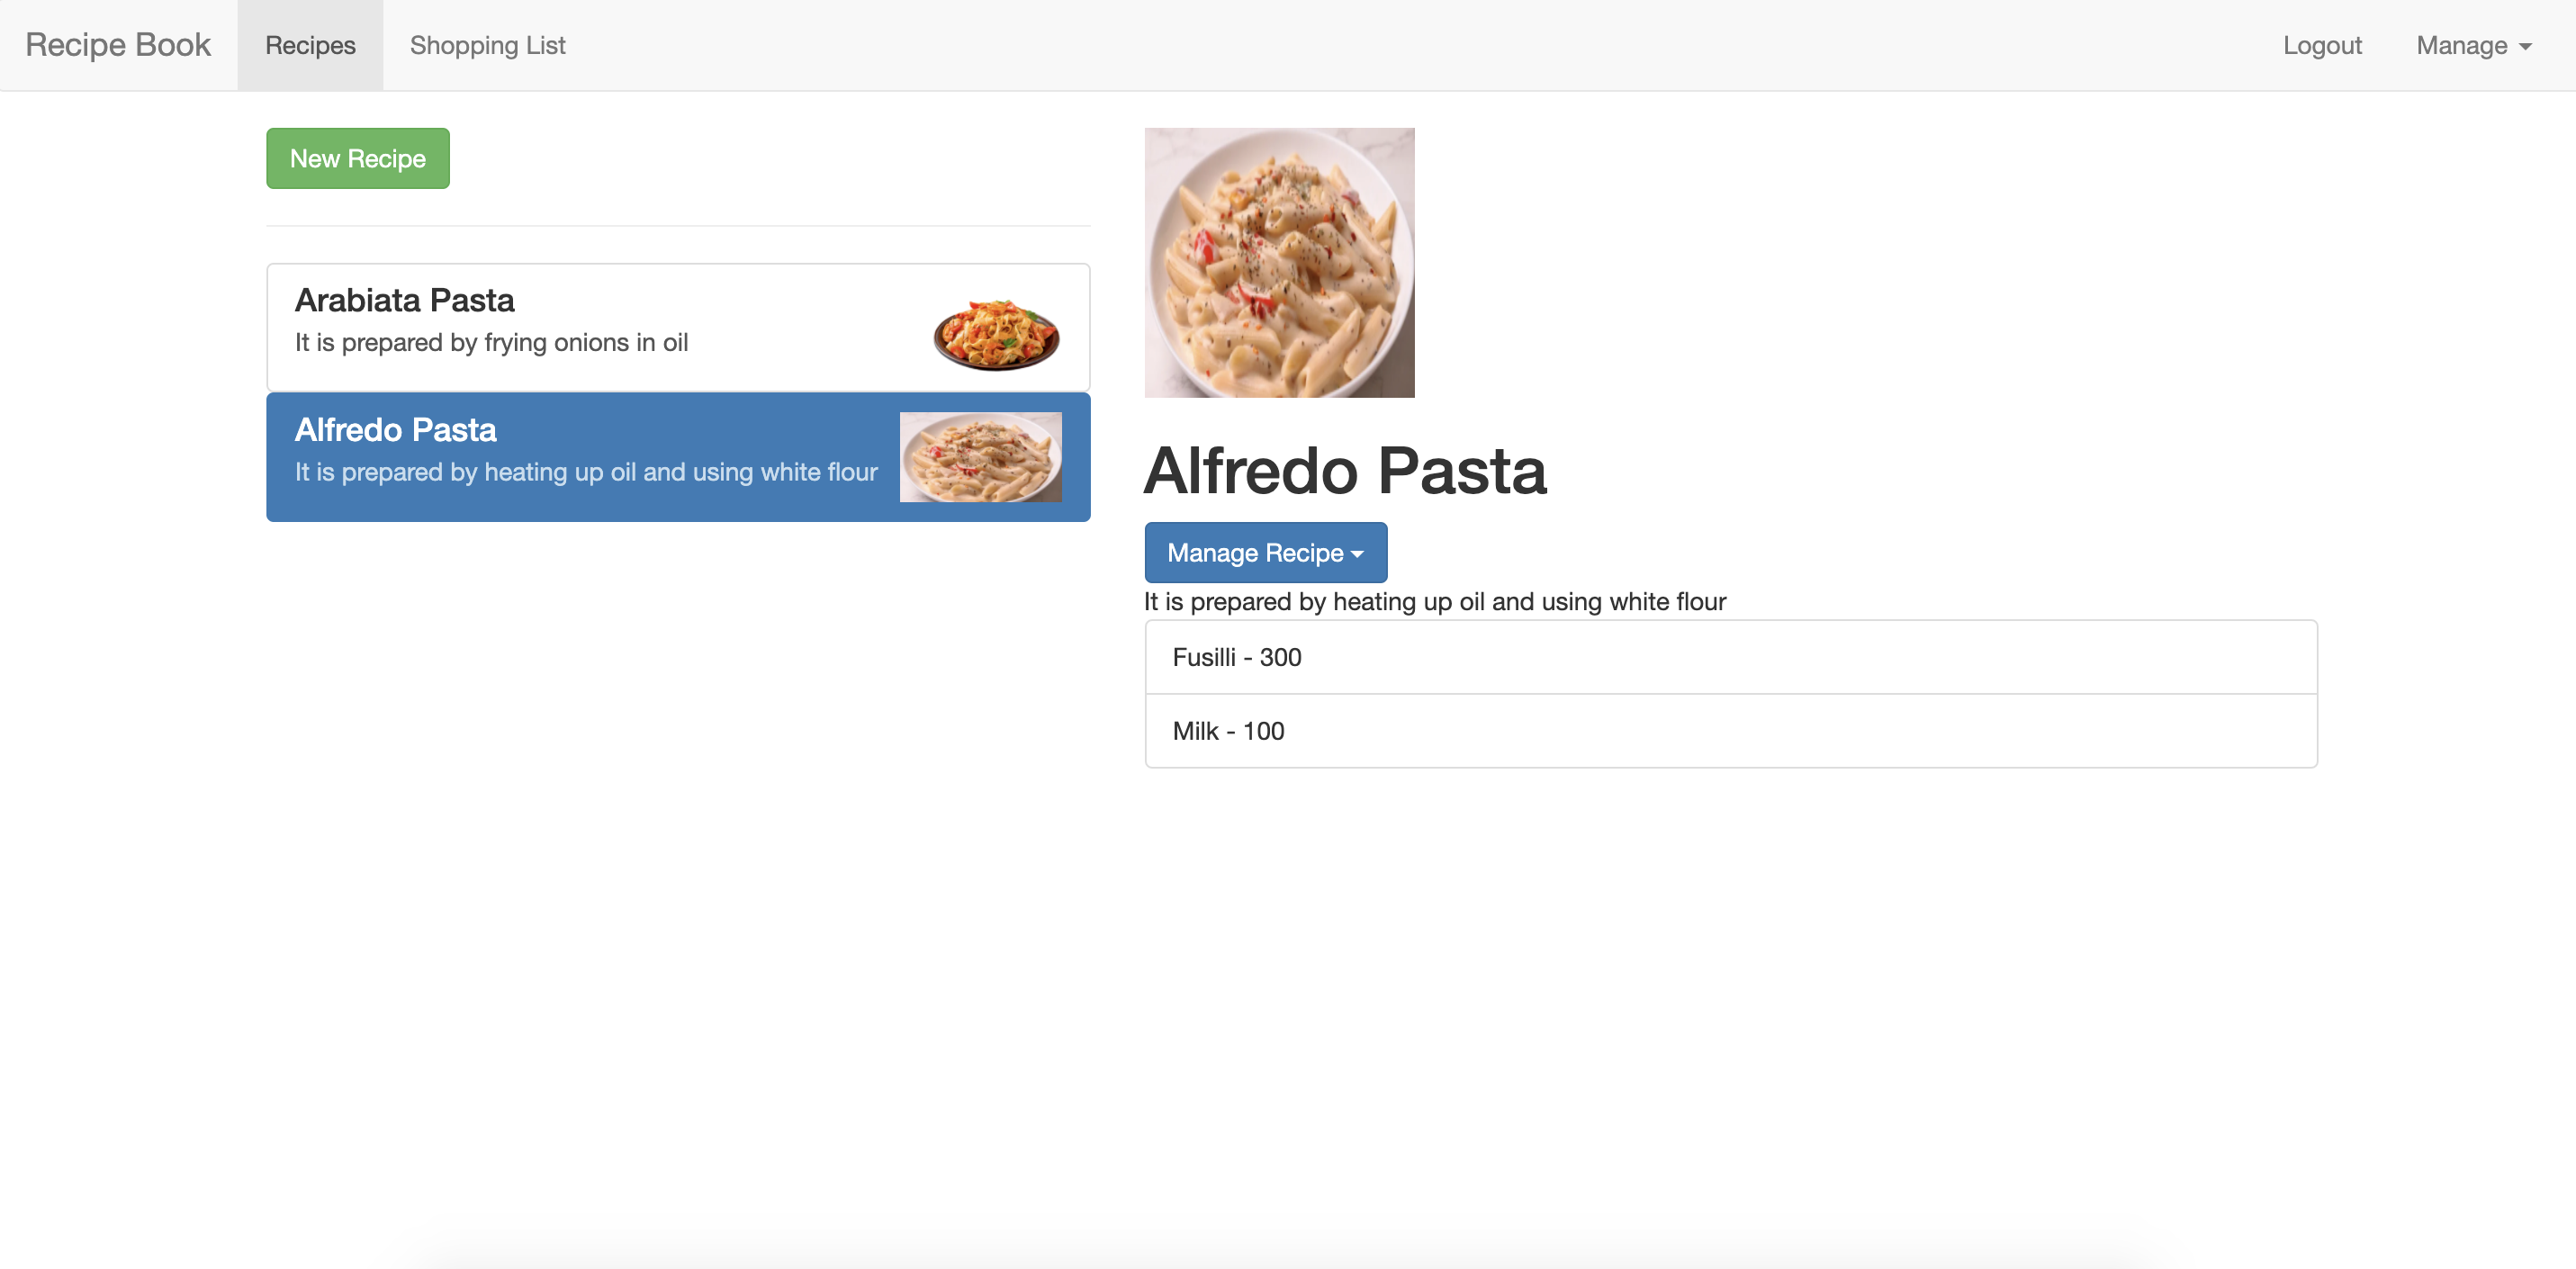 Recipe Book Recipes Shopping List Logout Manage
New Recipe
Arabiata Pasta
It is prepared by frying onions in oil
Alfredo Pasta
It is prepared by heating up oil and using white flour
Alfredo Pasta
Manage Recipe
It is prepared by heating up oil and using white flour
Fusilli - 300
Milk - 100